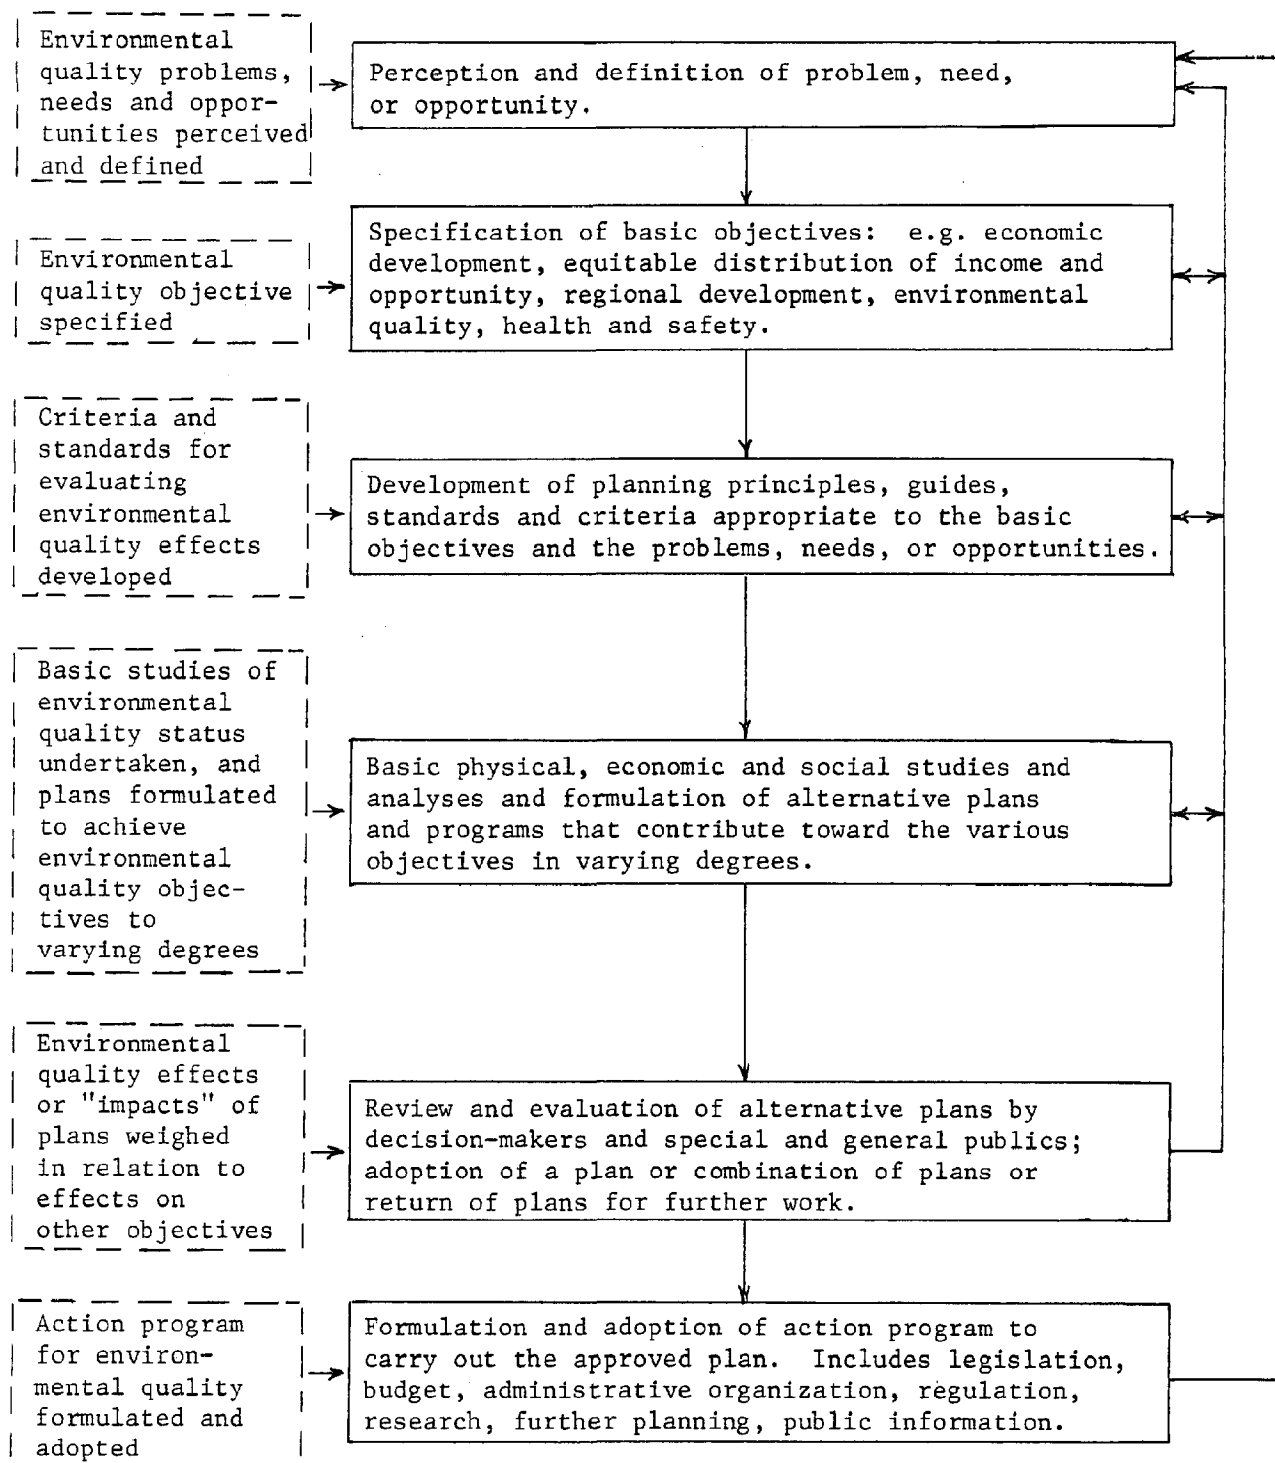 Environmental
quality problems,
needs and oppor-
tunities perceived
and defined
Perception and definition of problem, need,
or opportunity.
Environmental
quality objective
specified
Specification of basic objectives: e.g. economic
development, equitable distribution of income and
opportunity, regional development, environmental
quality, health and safety.
Criteria and
standards for
evaluating
environmental
quality effects
developed
Development of planning principles, guides,
standards and criteria appropriate to the basic
objectives and the problems, needs, or opportunities.
Basic studies of
environmental
quality status
undertaken, and
plans formulated
to achieve
environmental
quality objec-
tives to
varying degrees
Basic physical, economic and social studies and
analyses and formulation of alternative plans
and programs that contribute toward the various
objectives in varying degrees.
Environmental
quality effects
or "impacts" of
plans weighed
in relation to
effects on
other objectives
Review and evaluation of alternative plans by
decision-makers and special and general publics;
adoption of a plan or combination of plans or
return of plans for further work.
Action program
for environ-
mental quality
formulated and
adopted
Formulation and adoption of action program to
carry out the approved plan. Includes legislation,
budget, administrative organization, regulation,
research, further planning, public information.